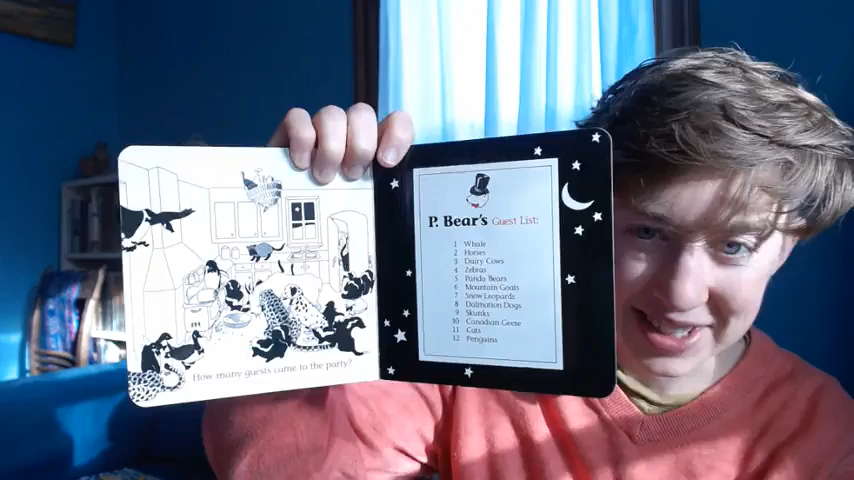 How many guests came to the party?
P. Bear's Guest List:
1 Whale
2 Horses
3 Dairy Cows
4 Zebras
5 Panda Bears
6 Mountain Goats
7 Snow Leopards
8 Dalmation Dogs
9 Skunks
10 Canadian Geese
11 Cats
12 Penguins